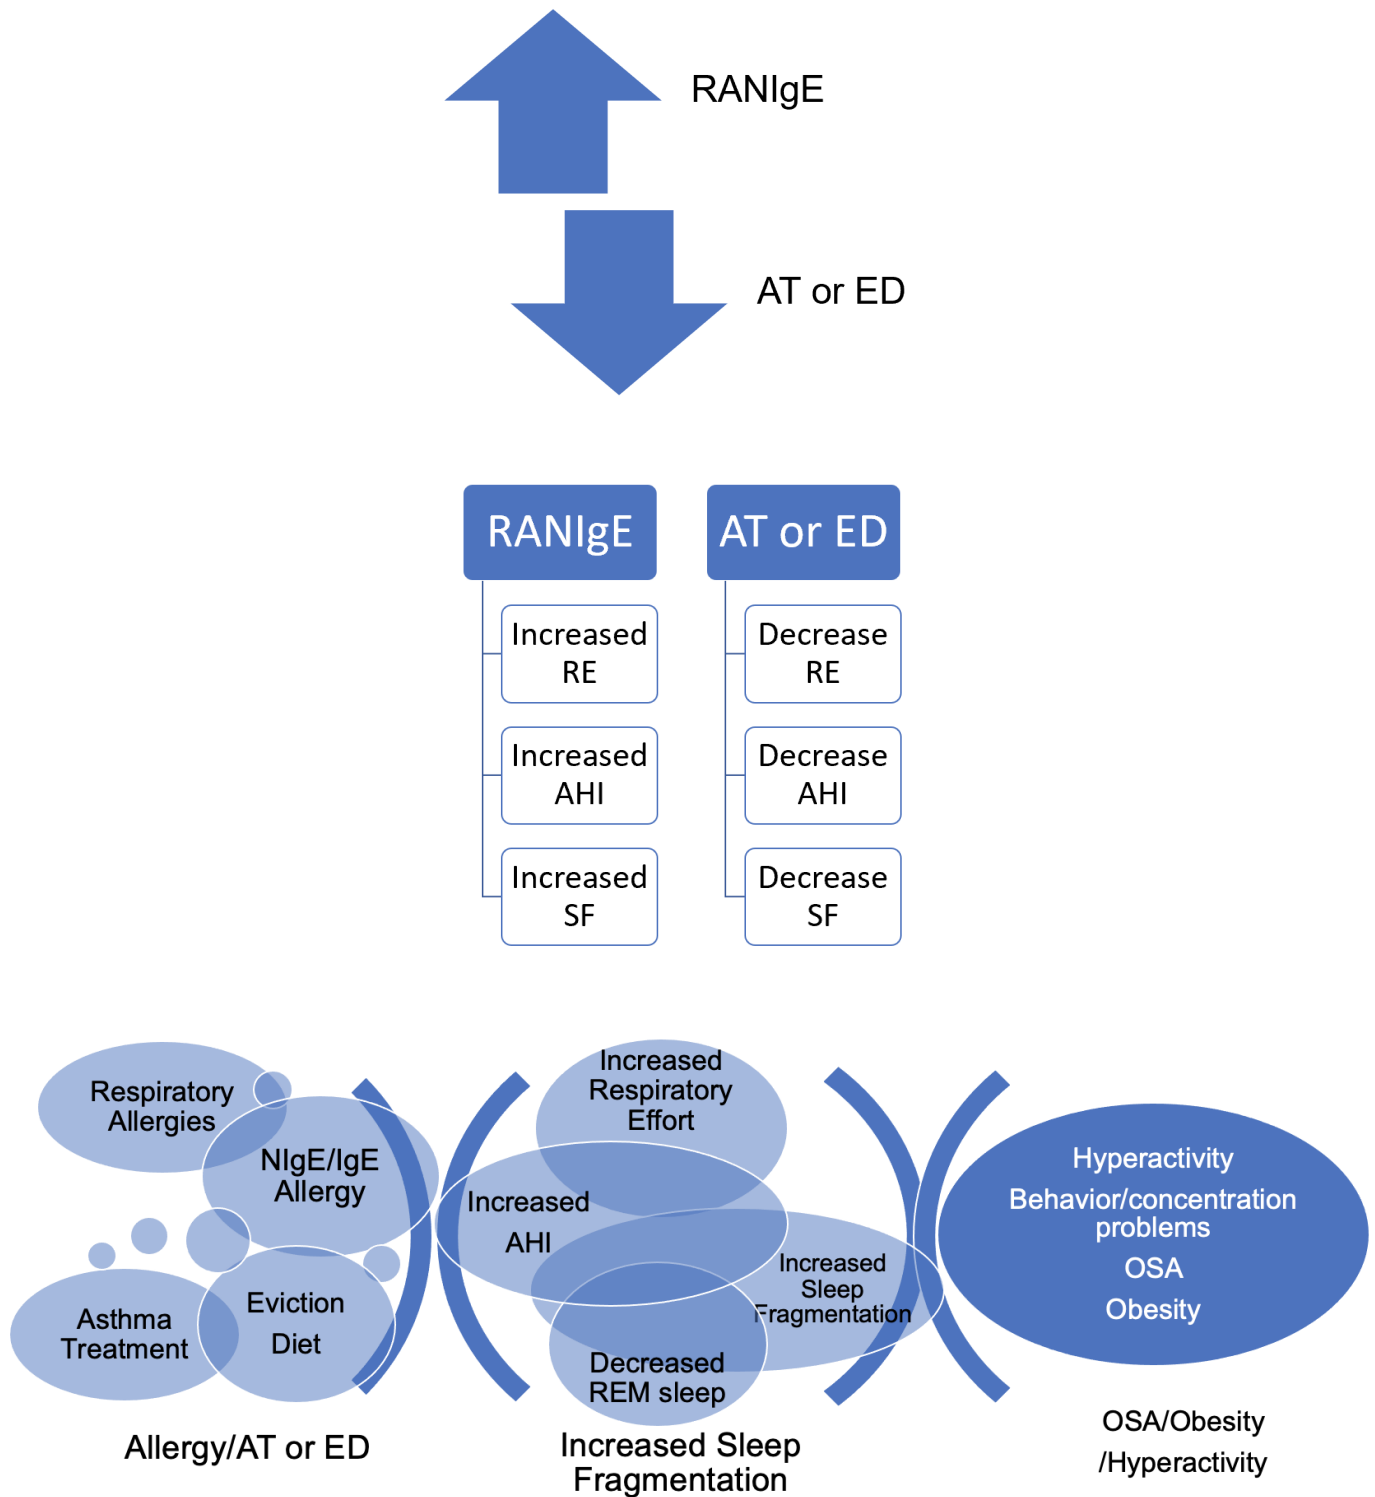 RANIgE
AT or ED
RANIgE
AT or ED
Increased
RE
Decrease
RE
Increased
AHI
Decrease
AHI
Increased
SF
Decrease
SF
Respiratory
Allergies
NIgE/IgE
Allergy
Asthma
Treatment
Eviction
Diet
Allergy/AT or ED
Increased
Respiratory
Effort
Increased
AHI
Increased
Sleep
Fragmentation
Decreased
REM sleep
Increased Sleep
Fragmentation
Hyperactivity
Behavior/concentration
problems
OSA
Obesity
OSA/Obesity
/Hyperactivity